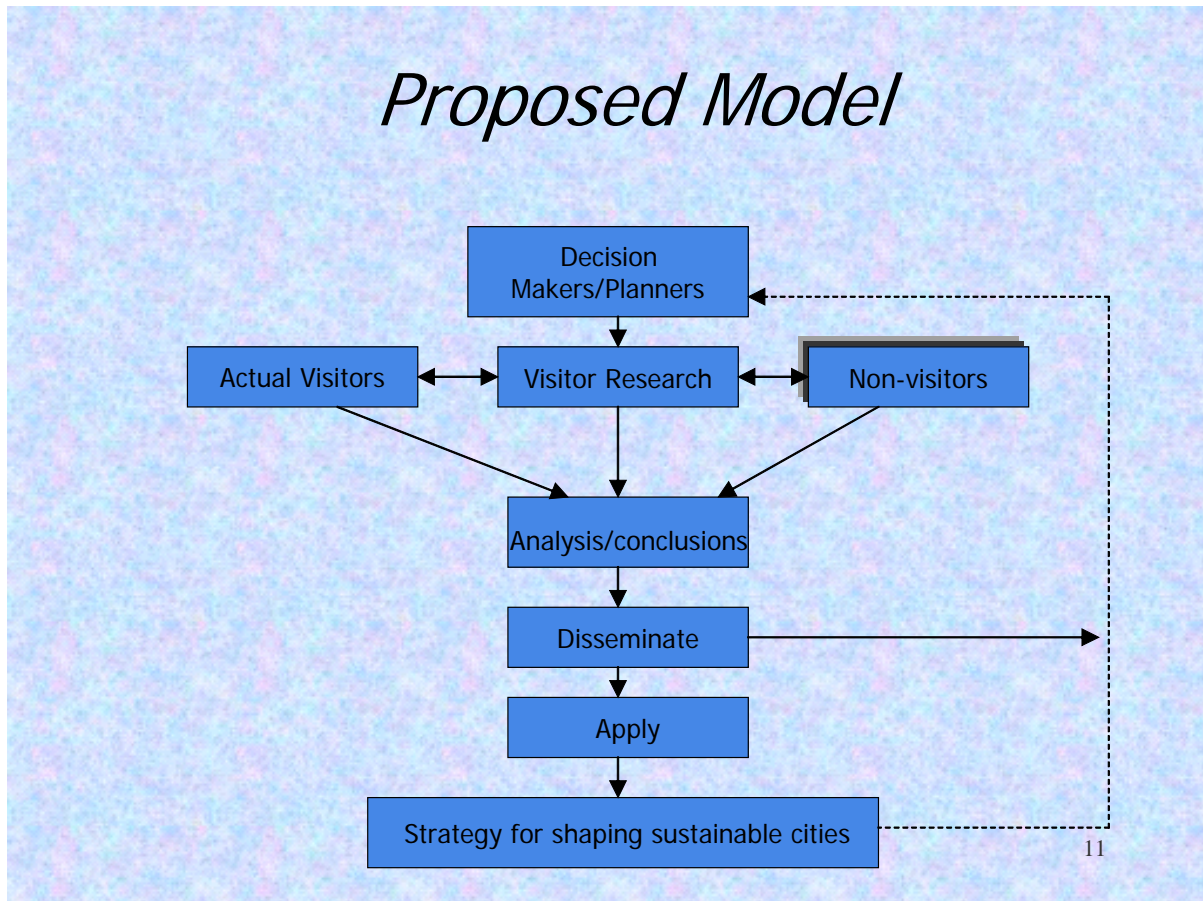 Proposed Model
Decision
Makers/Planners
Actual Visitors
Visitor Research
Non-visitors
Analysis/conclusions
Disseminate
Apply
Strategy for shaping sustainable cities
11